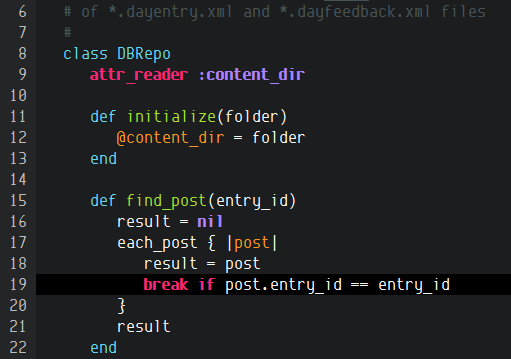 6 # of *.dayentry.xml and *.dayfeedback.xml files
7 #
8 class DBRepo
9 attr_reader :content_dir
10
11 def initialize(folder)
12 @content_dir = folder
13 end
14
15 def find_post(entry_id)
16 result = nil
17 each_post { |post|
18 result = post
19 break if post.entry_id == entry_id
20 }
21 result
22 end